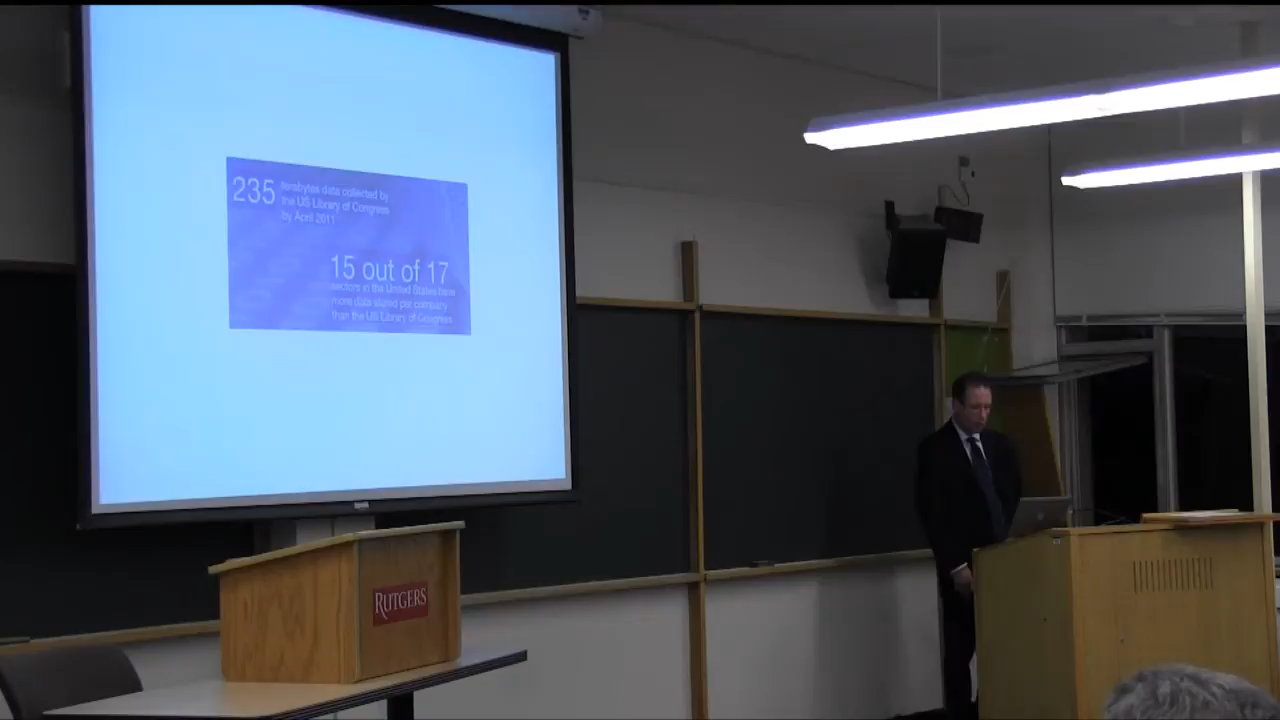 235 terabytes data collected by
the US Library of Congress
by April 2011
15 out of 17
sectors in the United States have
more data stored per company
than the US Library of Congress
RUTGERS